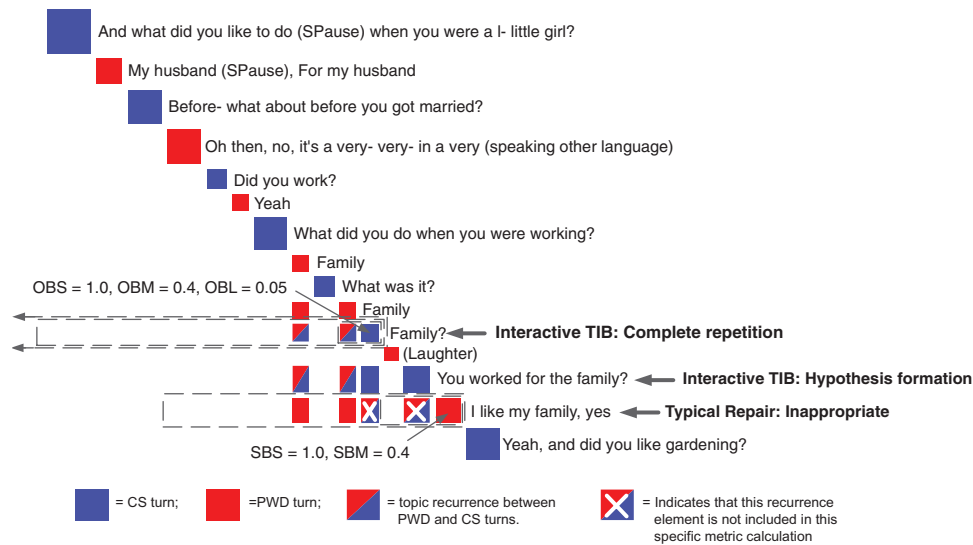 And what did you like to do (SPause) when you were a l- little girl?
My husband (SPause), For my husband
Before- what about before you got married?
Oh then, no, it's a very- very- in a very (speaking other language)
Did you work?
Yeah
What did you do when you were working?
Family
What was it?
OBS = 1.0, OBM = 0.4, OBL = 0.05
Family
Family?
Interactive TIB: Complete repetition
(Laughter)
You worked for the family?
Interactive TIB: Hypothesis formation
I like my family, yes
Typical Repair: Inappropriate
Yeah, and did you like gardening?
SBS = 1.0, SBM = 0.4
= CS turn;
=PWD turn;
= topic recurrence between
PWD and CS turns.
= Indicates that this recurrence
element is not included in this
specific metric calculation